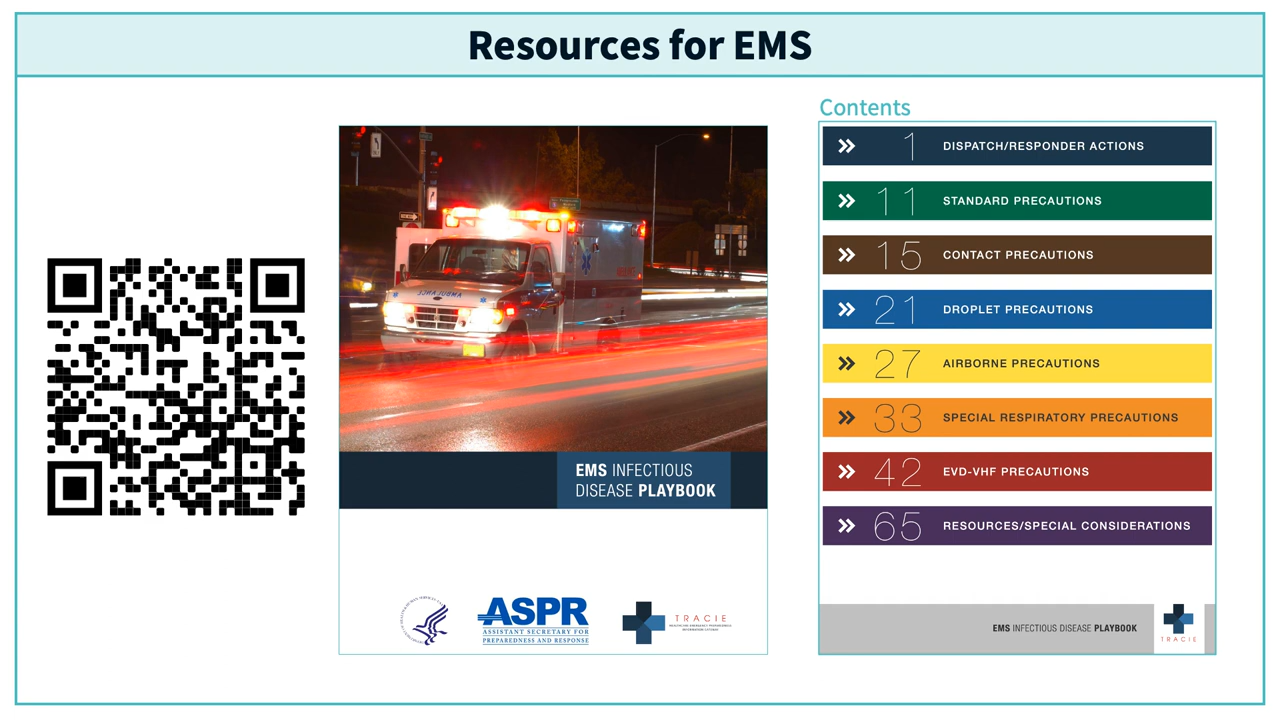 Resources for EMS
EMS INFECTIOUS
DISEASE PLAYBOOK
ASPR
ASSISTANT SECRETARY FOR
PREPAREDNESS AND RESPONSE
TRACIE
Contents
1 DISPATCH/RESPONDER ACTIONS
11 STANDARD PRECAUTIONS
15 CONTACT PRECAUTIONS
21 DROPLET PRECAUTIONS
27 AIRBORNE PRECAUTIONS
33 SPECIAL RESPIRATORY PRECAUTIONS
42 EVD-VHF PRECAUTIONS
65 RESOURCES/SPECIAL CONSIDERATIONS
EMS INFECTIOUS DISEASE PLAYBOOK
TRACIE